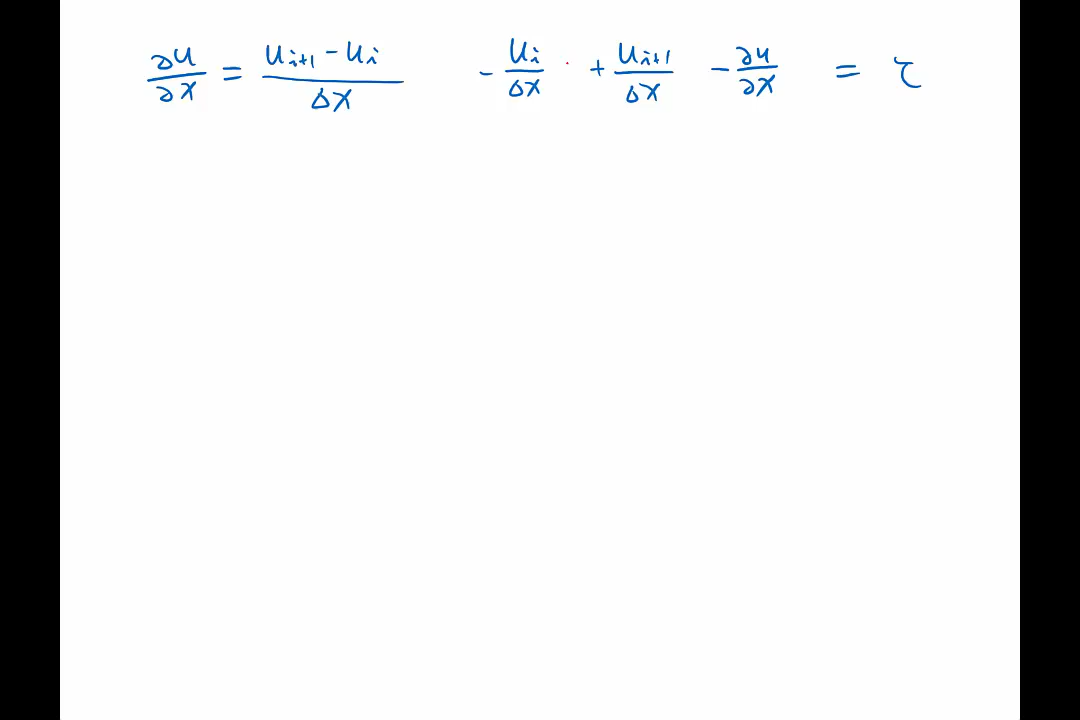 ∂u/∂x = (u_{i+1} - u_i)/Δx    - u_i/Δx + u_{i+1}/Δx - ∂u/∂x = τ